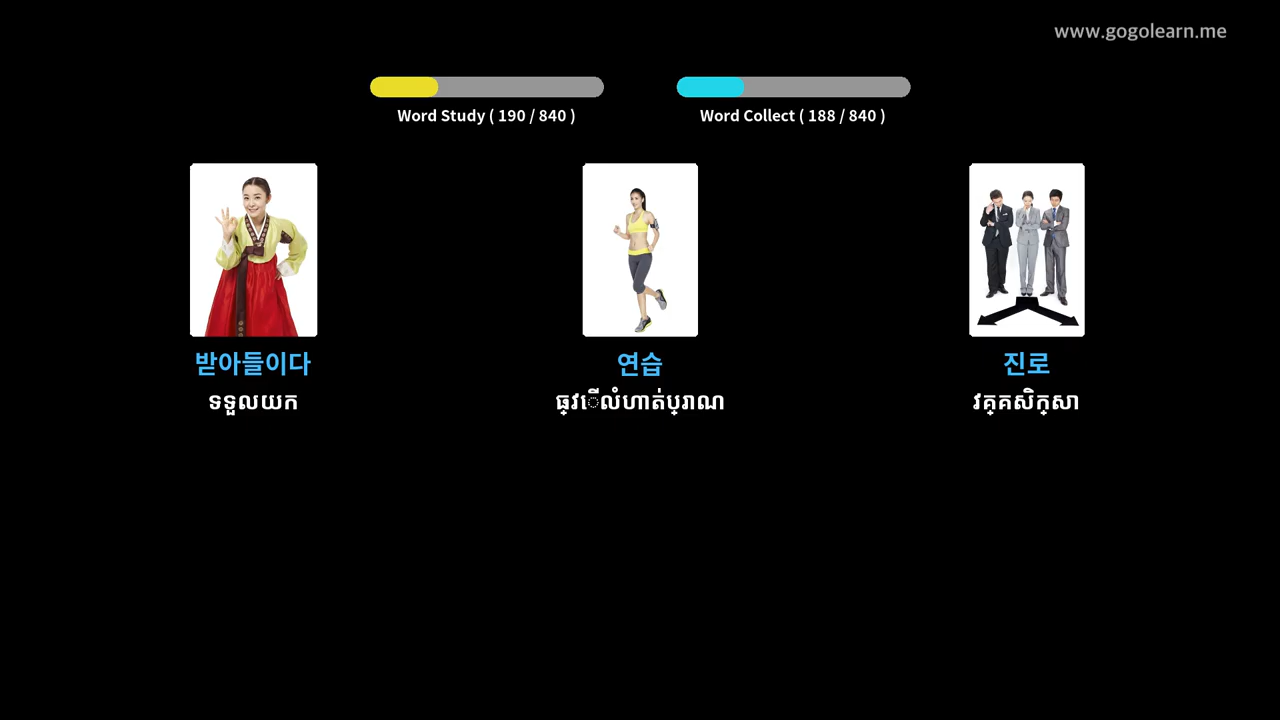 www.gogolearn.me
Word Study ( 190 / 840 )
Word Collect ( 188 / 840 )
받아들이다
연습
진로
ទទួលយក
ធ្វើលំហាត់ប្រាណ
វគ្គសិក្សា